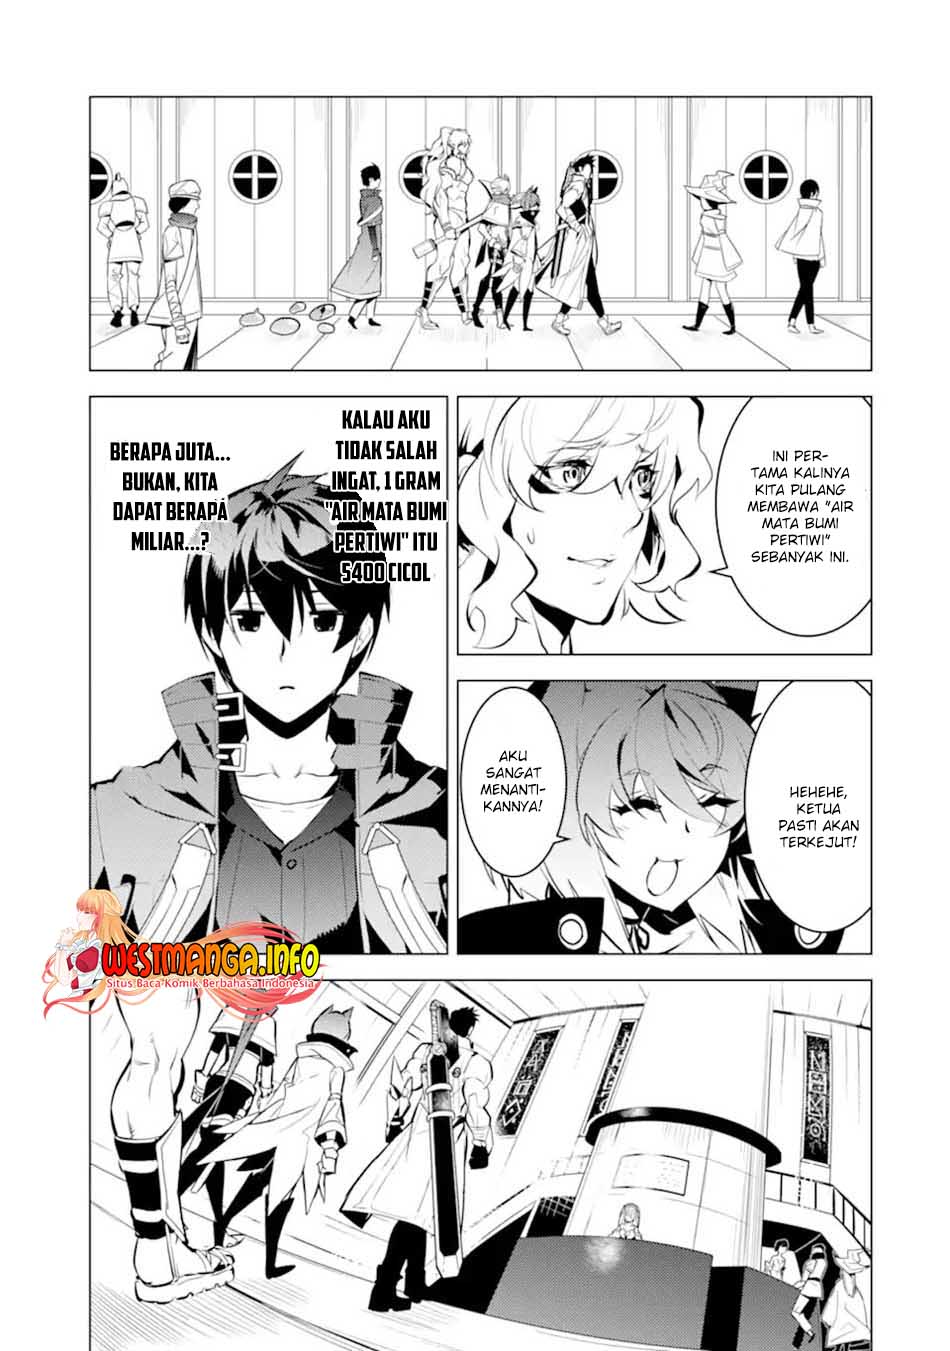 INI PER-
TAMA KALINYA
KITA PULANG
MEMBAWA "AIR
MATA BUMI
PERTIWI"
SEBANYAK INI.
KALAU AKU
TIDAK SALAH
INGAT, 1 GRAM
"AIR MATA BUMI
PERTIWI" ITU
5400 CICOL
BERAPA JUTA...
BUKAN, KITA
DAPAT BERAPA
MILIAR...?
HEHEHE,
KETUA
PASTI AKAN
TERKEJUT!
AKU
SANGAT
MENANTI-
KANNYA!
WESTMANGA.INFO
Situs Baca Komik Berbahasa Indonesia